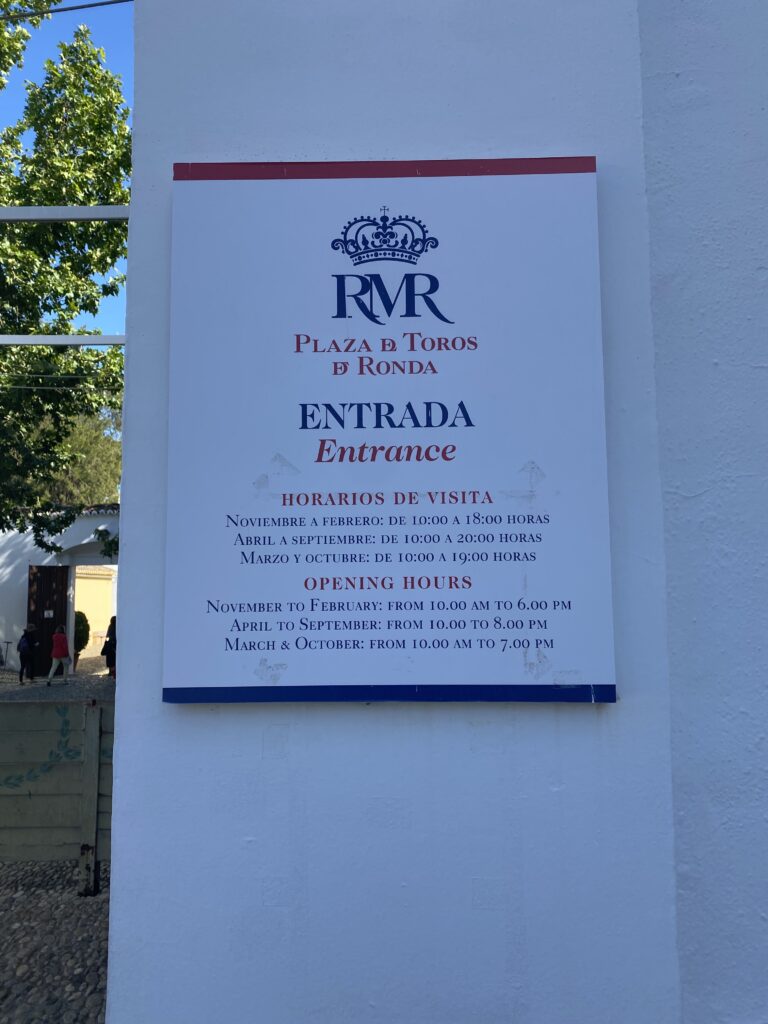 RMR
PLAZA DE TOROS
DE RONDA
ENTRADA
Entrance
HORARIOS DE VISITA
NOVIEMBRE A FEBRERO: DE 10:00 A 18:00 HORAS
ABRIL A SEPTIEMBRE: DE 10:00 A 20:00 HORAS
MARZO Y OCTUBRE: DE 10:00 A 19:00 HORAS
OPENING HOURS
NOVEMBER TO FEBRUARY: FROM 10.00 AM TO 6.00 PM
APRIL TO SEPTEMBER: FROM 10.00 TO 8.00 PM
MARCH & OCTOBER: FROM 10.00 AM TO 7.00 PM